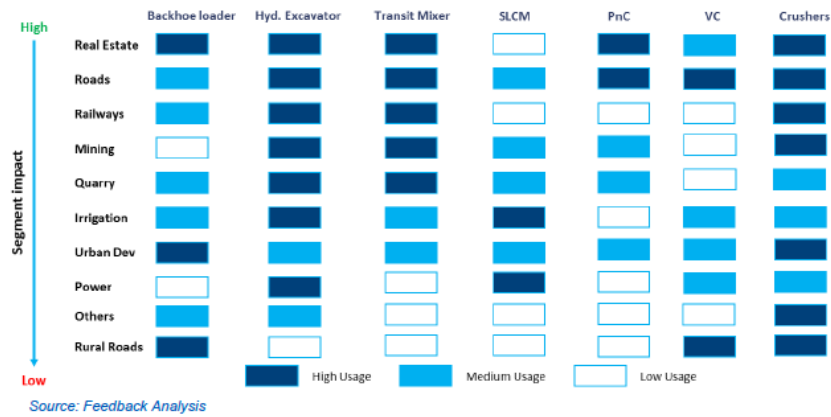 High
Backhoe loader Hyd. Excavator Transit Mixer SLCM PnC VC Crushers
Real Estate
Roads
Railways
Mining
Quarry
Segment impact
Irrigation
Urban Dev
Power
Others
Rural Roads
Low
High Usage Medium Usage Low Usage
Source: Feedback Analysis